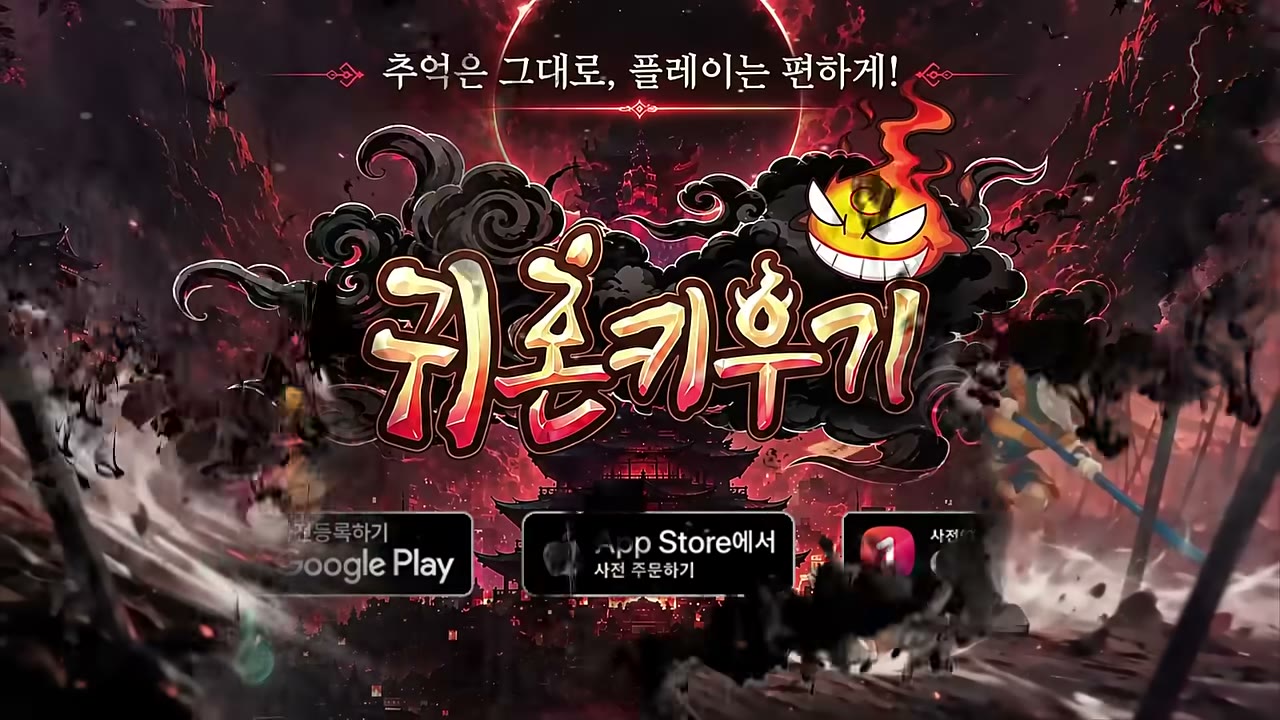 추억은 그대로, 플레이는 편하게!
귀혼키우기
사전등록하기
Google Play
App Store에서
사전 주문하기
1